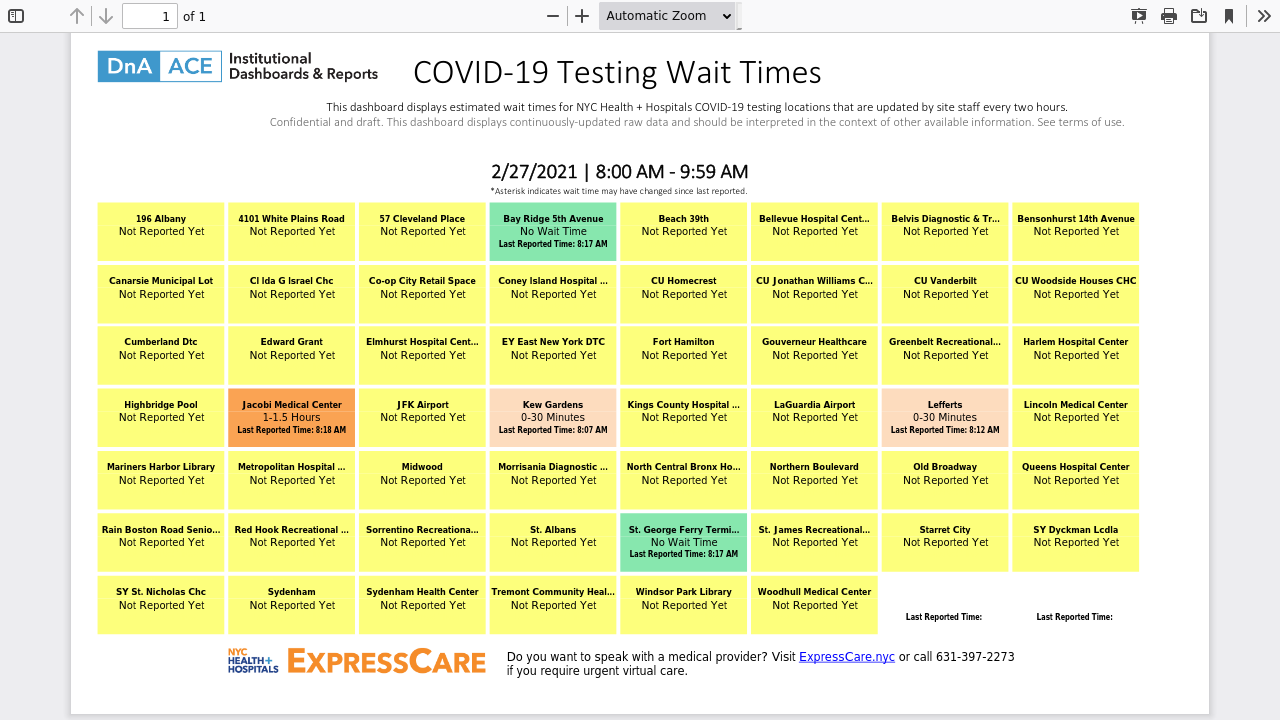 1 of 1 Automatic Zoom
DnA ACE Institutional
Dashboards & Reports
COVID-19 Testing Wait Times
This dashboard displays estimated wait times for NYC Health + Hospitals COVID-19 testing locations that are updated by site staff every two hours.
Confidential and draft. This dashboard displays continuously-updated raw data and should be interpreted in the context of other available information. See terms of use.
2/27/2021 | 8:00 AM - 9:59 AM
*Asterisk indicates wait time may have changed since last reported.
196 Albany
Not Reported Yet
4101 White Plains Road
Not Reported Yet
57 Cleveland Place
Not Reported Yet
Bay Ridge 5th Avenue
No Wait Time
Last Reported Time: 8:17 AM
Beach 39th
Not Reported Yet
Bellevue Hospital Cent...
Not Reported Yet
Belvis Diagnostic & Tr...
Not Reported Yet
Bensonhurst 14th Avenue
Not Reported Yet
Canarsie Municipal Lot
Not Reported Yet
Cl Ida G Israel Chc
Not Reported Yet
Co-op City Retail Space
Not Reported Yet
Coney Island Hospital ...
Not Reported Yet
CU Homecrest
Not Reported Yet
CU Jonathan Williams C...
Not Reported Yet
CU Vanderbilt
Not Reported Yet
CU Woodside Houses CHC
Not Reported Yet
Cumberland Dtc
Not Reported Yet
Edward Grant
Not Reported Yet
Elmhurst Hospital Cent...
Not Reported Yet
EY East New York DTC
Not Reported Yet
Fort Hamilton
Not Reported Yet
Gouverneur Healthcare
Not Reported Yet
Greenbelt Recreational...
Not Reported Yet
Harlem Hospital Center
Not Reported Yet
Highbridge Pool
Not Reported Yet
Jacobi Medical Center
1-1.5 Hours
Last Reported Time: 8:18 AM
JFK Airport
Not Reported Yet
Kew Gardens
0-30 Minutes
Last Reported Time: 8:07 AM
Kings County Hospital ...
Not Reported Yet
LaGuardia Airport
Not Reported Yet
Lefferts
0-30 Minutes
Last Reported Time: 8:12 AM
Lincoln Medical Center
Not Reported Yet
Mariners Harbor Library
Not Reported Yet
Metropolitan Hospital ...
Not Reported Yet
Midwood
Not Reported Yet
Morrisania Diagnostic ...
Not Reported Yet
North Central Bronx Ho...
Not Reported Yet
Northern Boulevard
Not Reported Yet
Old Broadway
Not Reported Yet
Queens Hospital Center
Not Reported Yet
Rain Boston Road Senio...
Not Reported Yet
Red Hook Recreational ...
Not Reported Yet
Sorrentino Recreationa...
Not Reported Yet
St. Albans
Not Reported Yet
St. George Ferry Termi...
No Wait Time
Last Reported Time: 8:17 AM
St. James Recreational...
Not Reported Yet
Starret City
Not Reported Yet
SY Dyckman Lcdla
Not Reported Yet
SY St. Nicholas Chc
Not Reported Yet
Sydenham
Not Reported Yet
Sydenham Health Center
Not Reported Yet
Tremont Community Heal...
Not Reported Yet
Windsor Park Library
Not Reported Yet
Woodhull Medical Center
Not Reported Yet
Last Reported Time:
Last Reported Time:
NYC
HEALTH+
HOSPITALS
EXPRESSCARE
Do you want to speak with a medical provider? Visit ExpressCare.nyc or call 631-397-2273
if you require urgent virtual care.